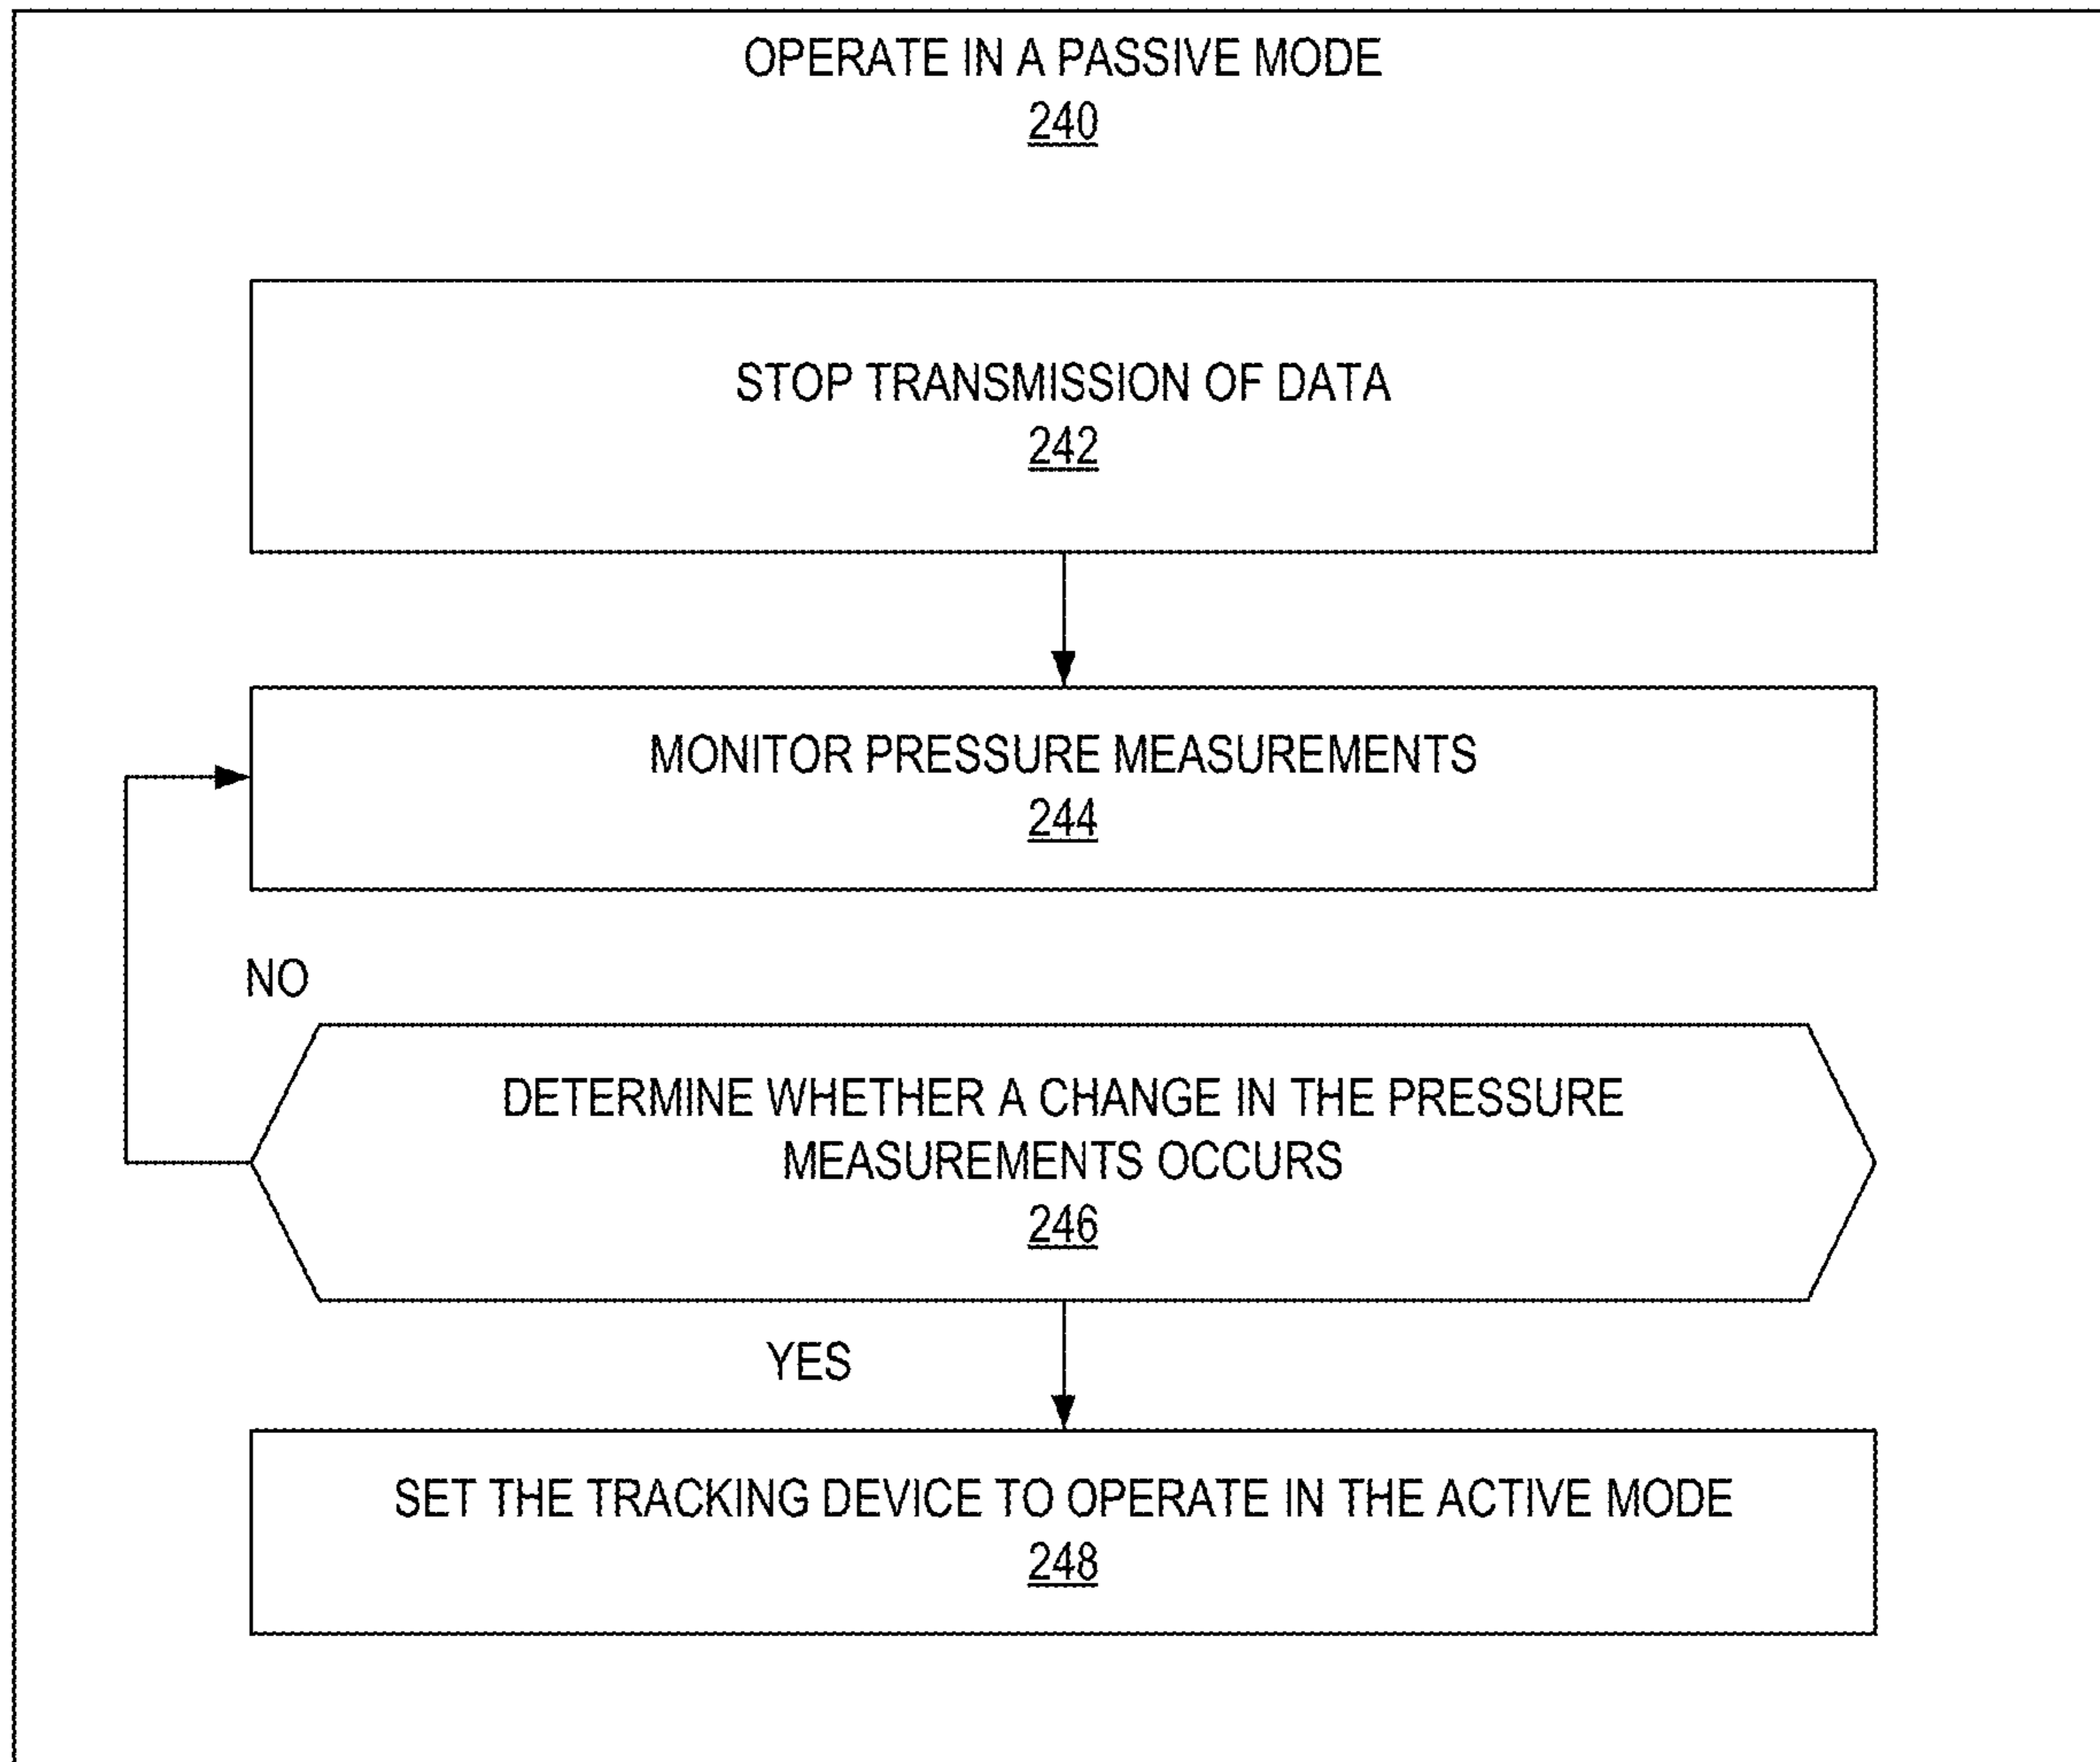 OPERATE IN A PASSIVE MODE
240
STOP TRANSMISSION OF DATA
242
MONITOR PRESSURE MEASUREMENTS
244
NO
DETERMINE WHETHER A CHANGE IN THE PRESSURE
MEASUREMENTS OCCURS
246
YES
SET THE TRACKING DEVICE TO OPERATE IN THE ACTIVE MODE
248